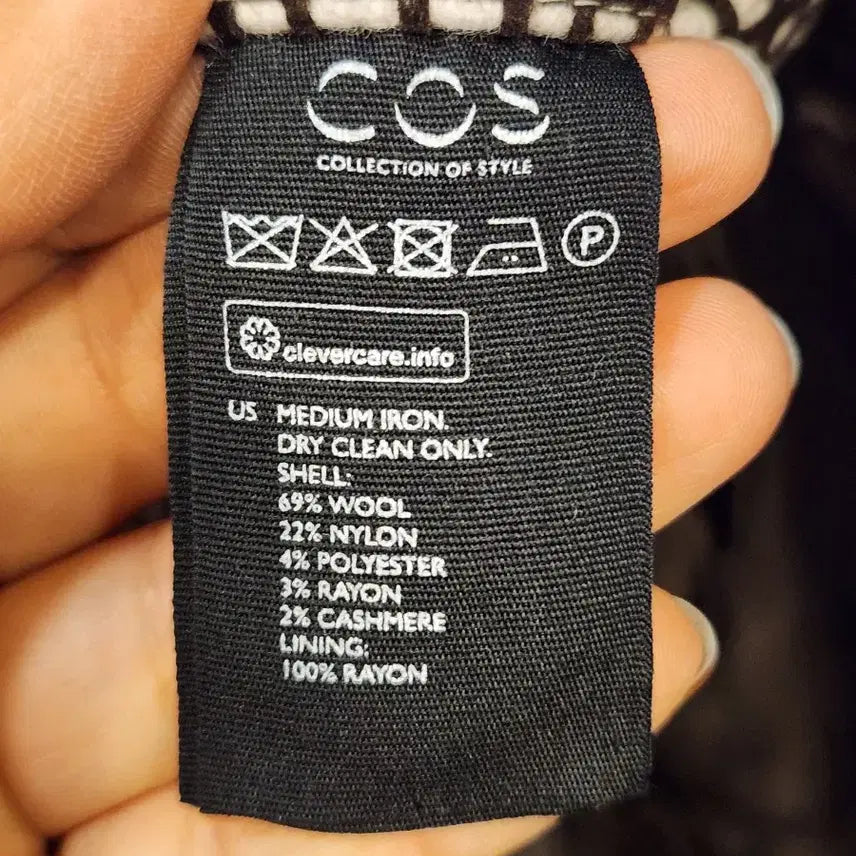 COS
COLLECTION OF STYLE
P
clevercare.info
US MEDIUM IRON.
DRY CLEAN ONLY.
SHELL:
69% WOOL
22% NYLON
4% POLYESTER
3% RAYON
2% CASHMERE
LINING:
100% RAYON